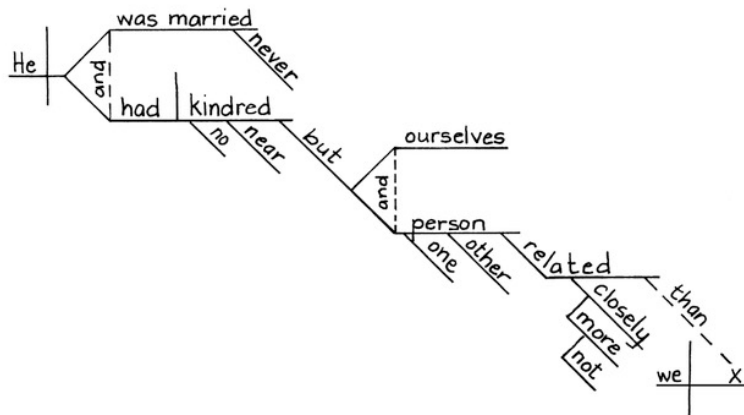 was married
never
He
and
had
kindred
no
near
but
ourselves
and
person
one
other
related
closely
more
not
than
we
X